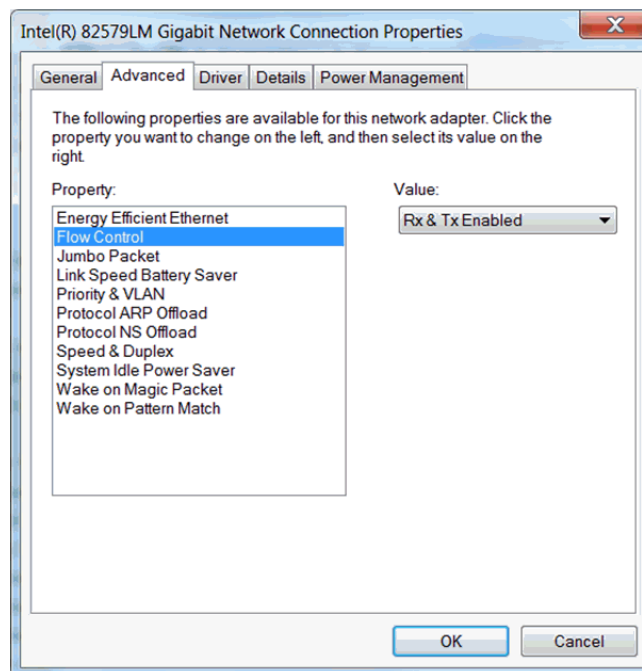 Intel(R) 82579LM Gigabit Network Connection Properties
General Advanced Driver Details Power Management
The following properties are available for this network adapter. Click the
property you want to change on the left, and then select its value on the
right.
Property: Value:
Energy Efficient Ethernet Rx & Tx Enabled
Flow Control
Jumbo Packet
Link Speed Battery Saver
Priority & VLAN
Protocol ARP Offload
Protocol NS Offload
Speed & Duplex
System Idle Power Saver
Wake on Magic Packet
Wake on Pattern Match
OK Cancel